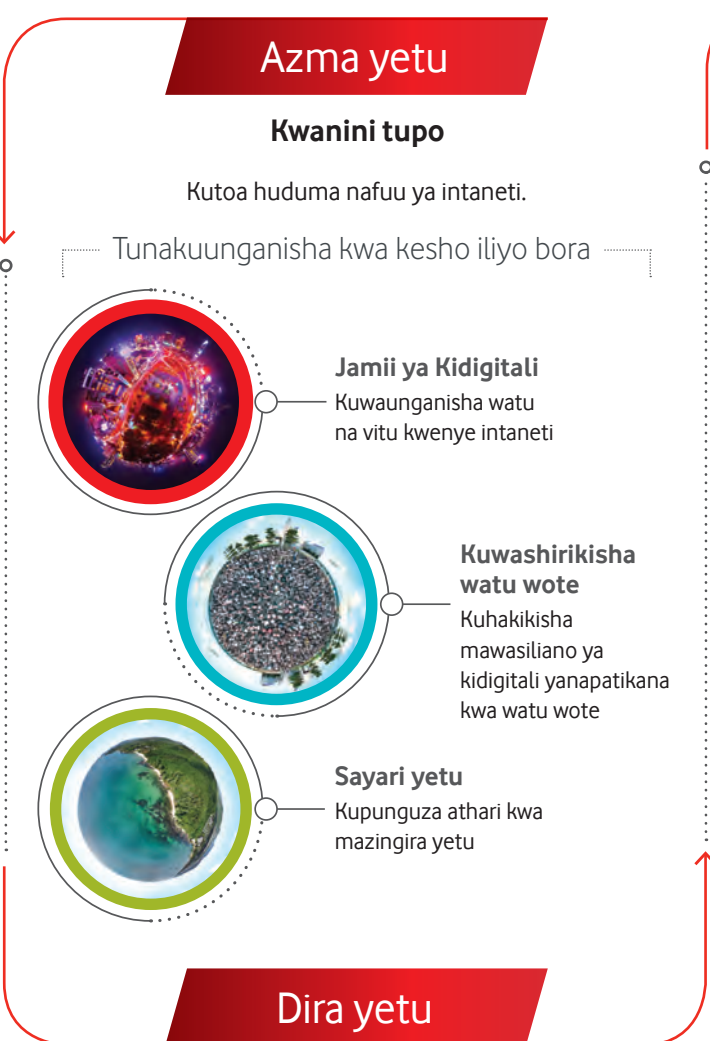 Azma yetu
Kwanini tupo
Kutoa huduma nafuu ya intaneti.
Tunakuunganisha kwa kesho iliyo bora
Jamii ya Kidigitali
Kuwaunganisha watu
na vitu kwenye intaneti
Kuwashirikisha
watu wote
Kuhakikisha
mawasiliano ya
kidigitali yanapatikana
kwa watu wote
Sayari yetu
Kupunguza athari kwa
mazingira yetu
Dira yetu